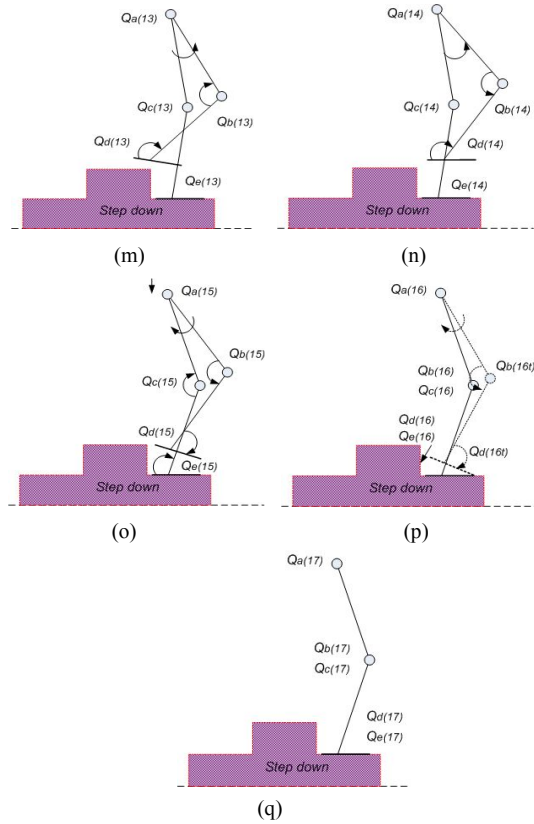 Qa(13)
Qc(13)
Qb(13)
Qd(13)
Qe(13)
Step down
(m)
Qa(14)
Qc(14)
Qb(14)
Qd(14)
Qe(14)
Step down
(n)
Qa(15)
Qb(15)
Qc(15)
Qd(15)
Qe(15)
Step down
(o)
Qa(16)
Qb(16)
Qc(16)
Qb(16t)
Qd(16)
Qe(16)
Qd(16t)
Step down
(p)
Qa(17)
Qb(17)
Qc(17)
Qd(17)
Qe(17)
Step down
(q)